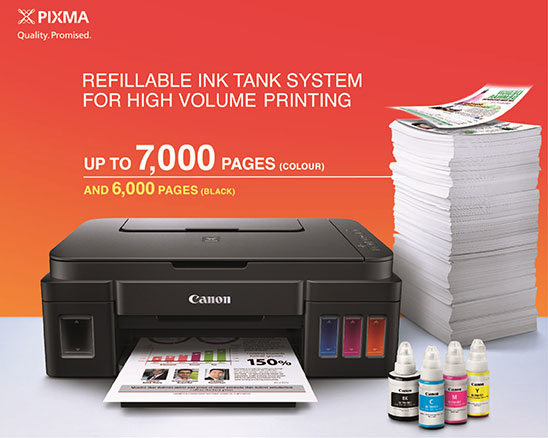 PIXMA
Quality. Promised.
REFILLABLE INK TANK SYSTEM
FOR HIGH VOLUME PRINTING
UP TO 7,000 PAGES (COLOUR)
AND 6,000 PAGES (BLACK)
Canon
150%
Canon
BK
Canon
C
Canon
M
Canon
Y